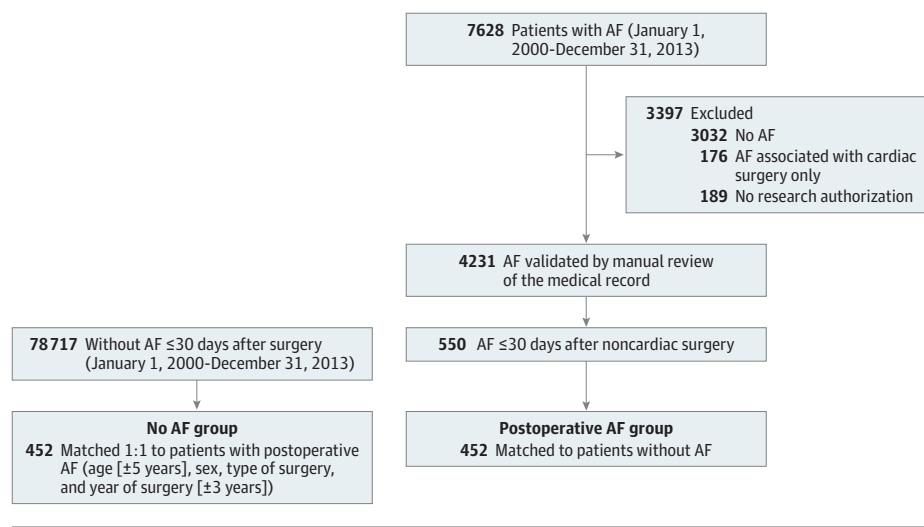 7628 Patients with AF (January 1,
2000-December 31, 2013)
3397 Excluded
3032 No AF
176 AF associated with cardiac
surgery only
189 No research authorization
4231 AF validated by manual review
of the medical record
78 717 Without AF ≤30 days after surgery
(January 1, 2000-December 31, 2013)
550 AF ≤30 days after noncardiac surgery
No AF group
452 Matched 1:1 to patients with postoperative
AF (age [±5 years], sex, type of surgery,
and year of surgery [±3 years])
Postoperative AF group
452 Matched to patients without AF